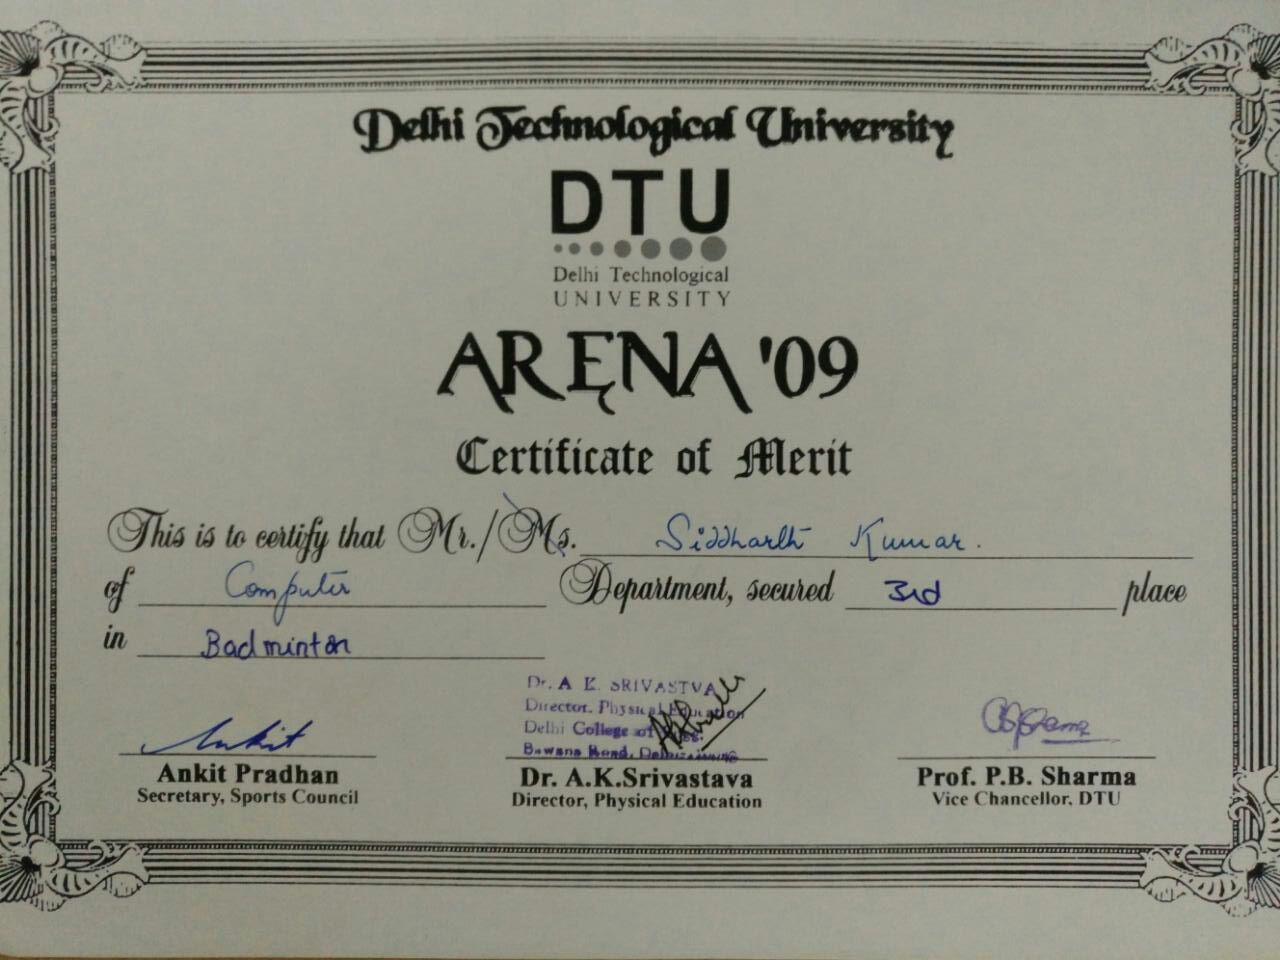 Delhi Technological University
DTU
Delhi Technological
UNIVERSITY
ARENA '09
Certificate of Merit
This is to certify that Mr./Ms. Siddharth Kumar.
of Computer Department, secured 3rd place
in Badminton
Dr. A K. SRIVASTVA
Director. Physical Education
Delhi College of
Bawana Road, Delhi
Ankit
Ankit Pradhan
Secretary, Sports Council
Dr. A.K.Srivastava
Director, Physical Education
Prof. P.B. Sharma
Vice Chancellor, DTU